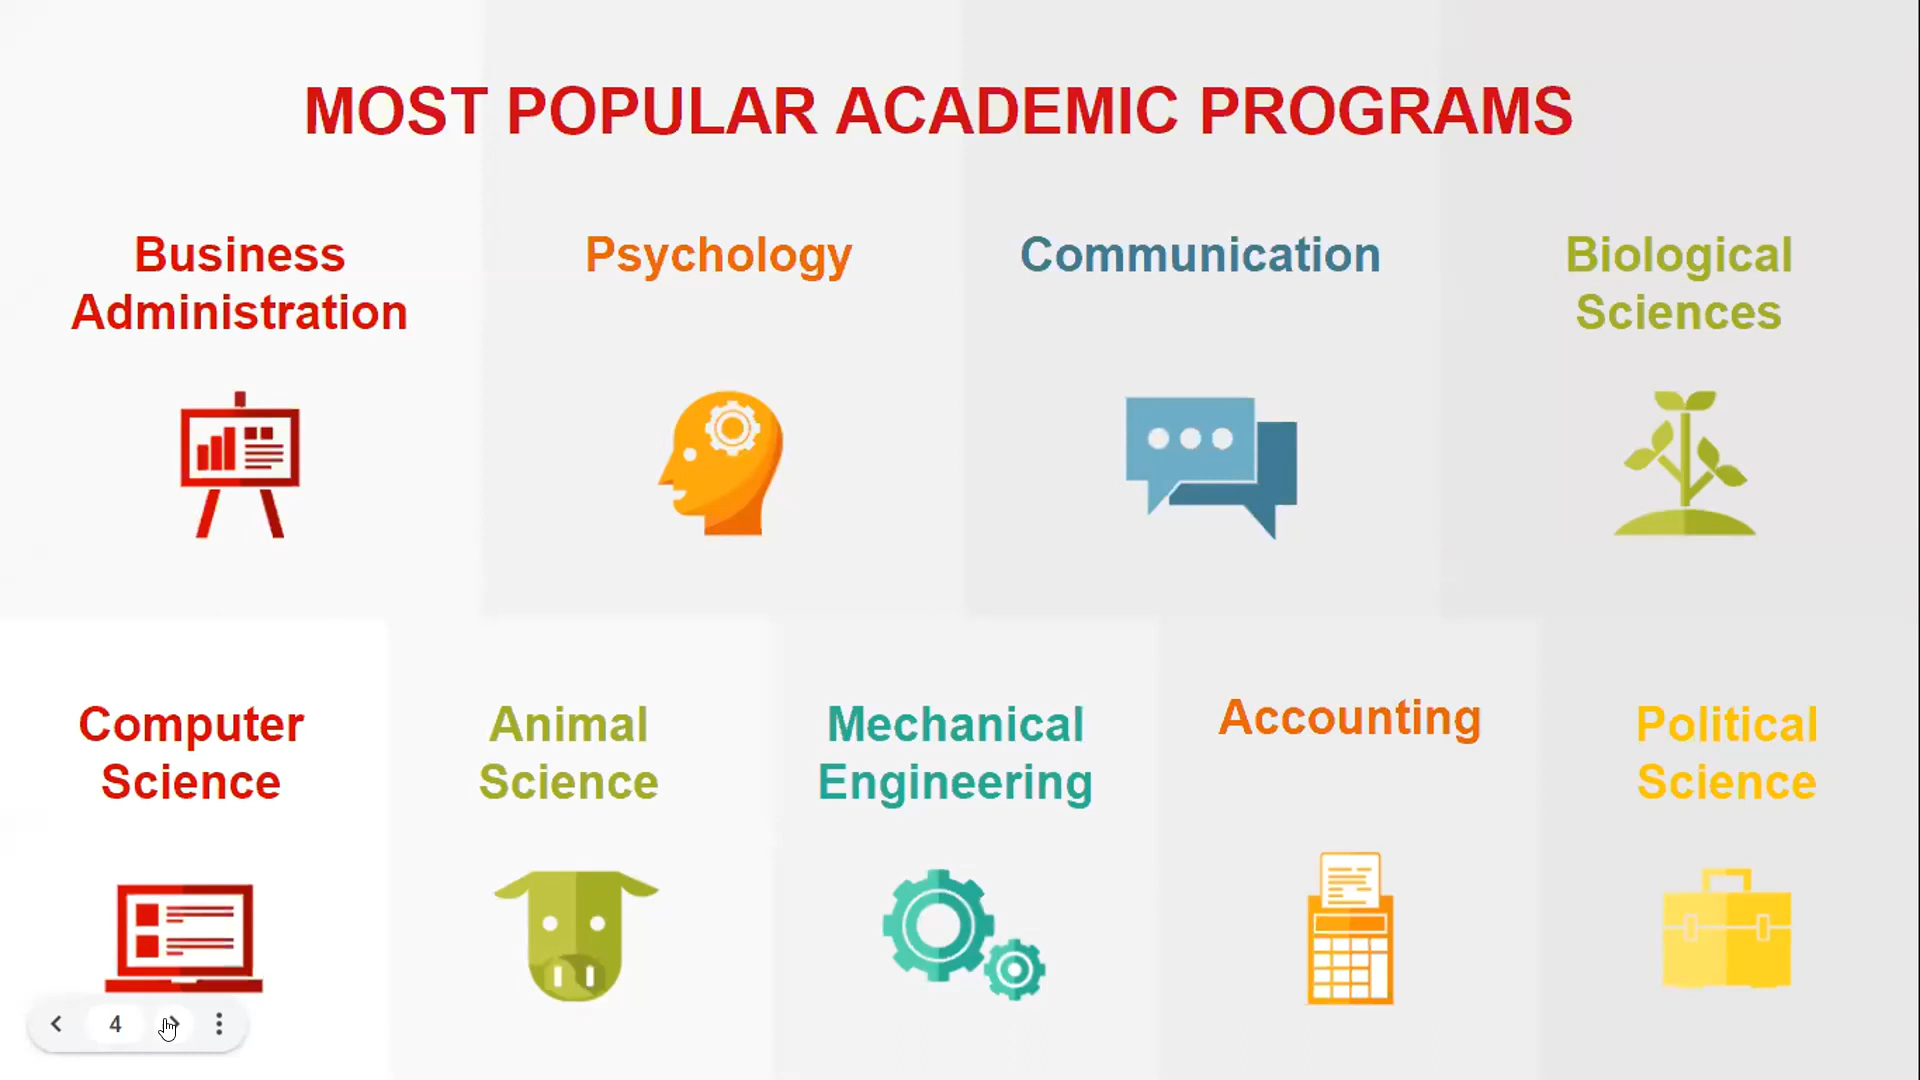 MOST POPULAR ACADEMIC PROGRAMS
Business
Administration
Psychology
Communication
Biological
Sciences
Computer
Science
Animal
Science
Mechanical
Engineering
Accounting
Political
Science
4